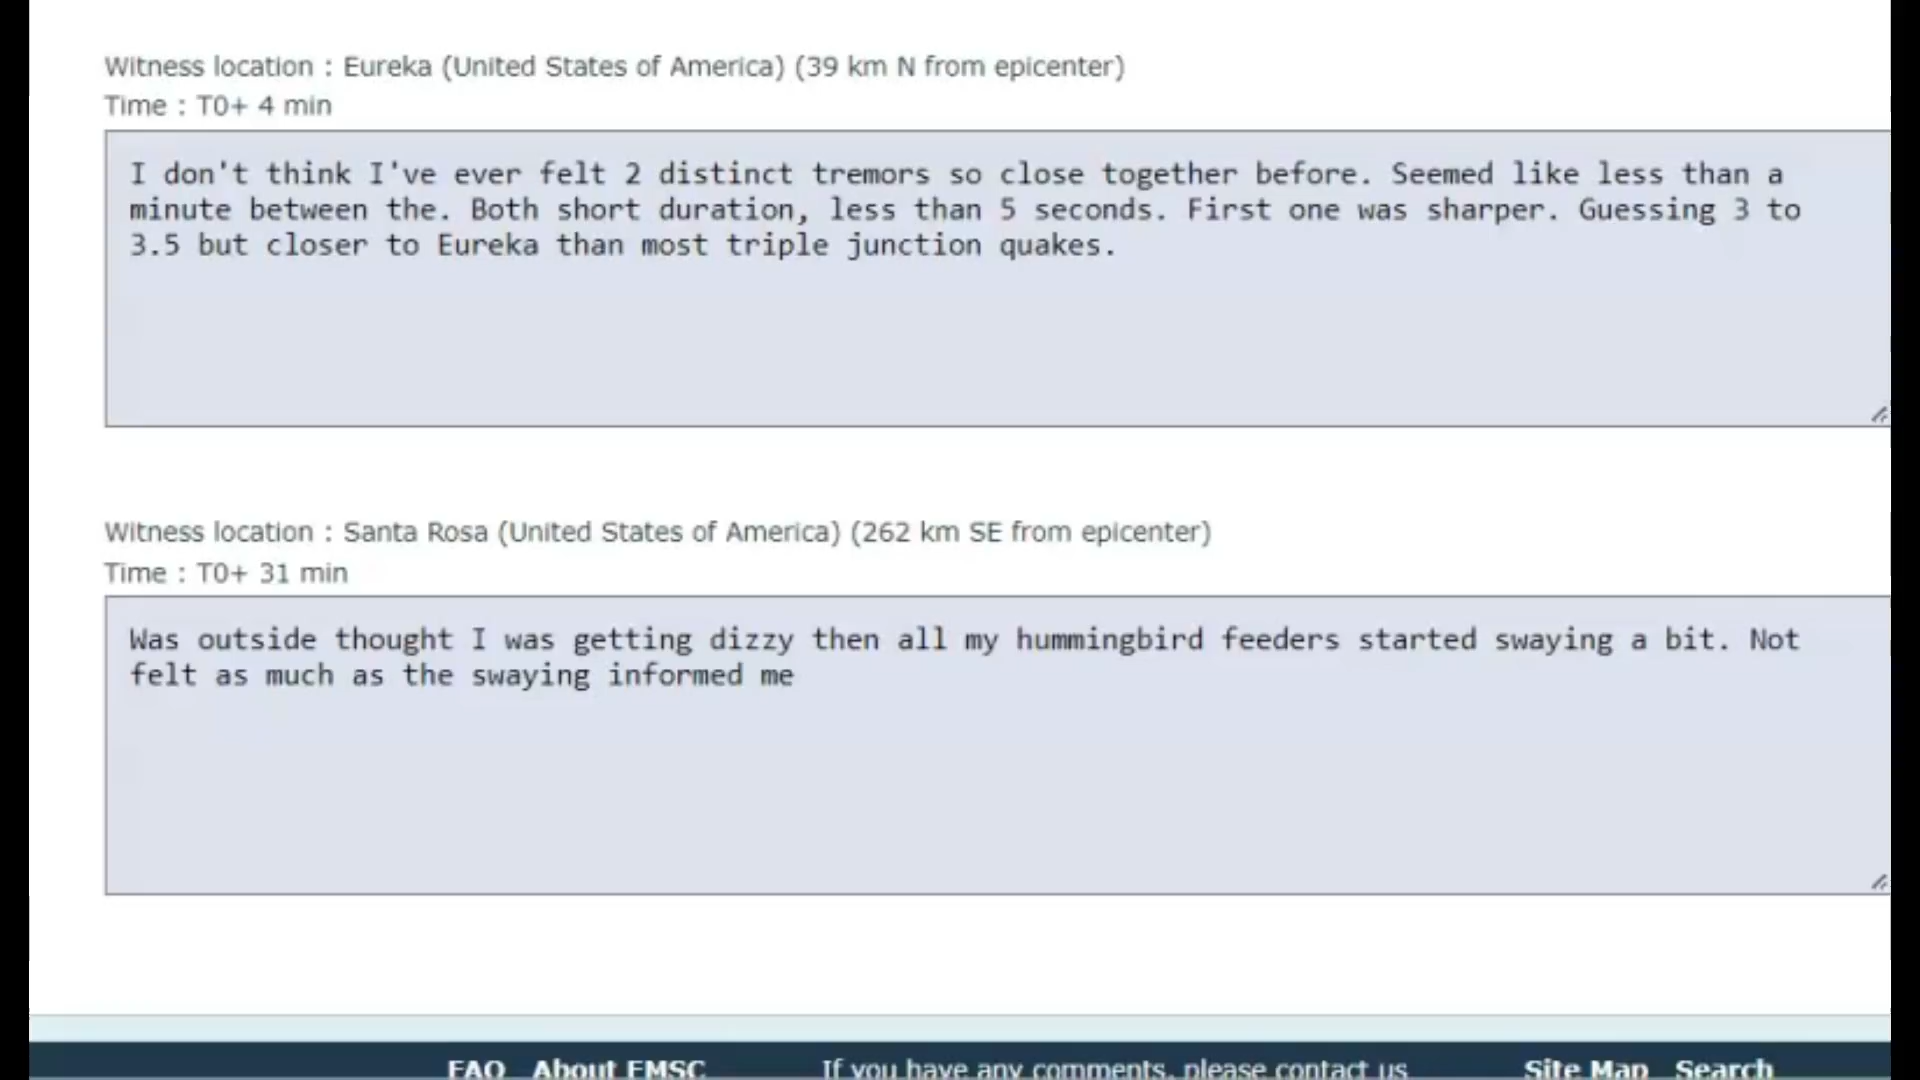 Witness location : Eureka (United States of America) (39 km N from epicenter)
Time : T0+ 4 min
I don't think I've ever felt 2 distinct tremors so close together before. Seemed like less than a
minute between the. Both short duration, less than 5 seconds. First one was sharper. Guessing 3 to
3.5 but closer to Eureka than most triple junction quakes.
Witness location : Santa Rosa (United States of America) (262 km SE from epicenter)
Time : T0+ 31 min
Was outside thought I was getting dizzy then all my hummingbird feeders started swaying a bit. Not
felt as much as the swaying informed me
FAQ About EMSC If you have any comments, please contact us Site Map Search